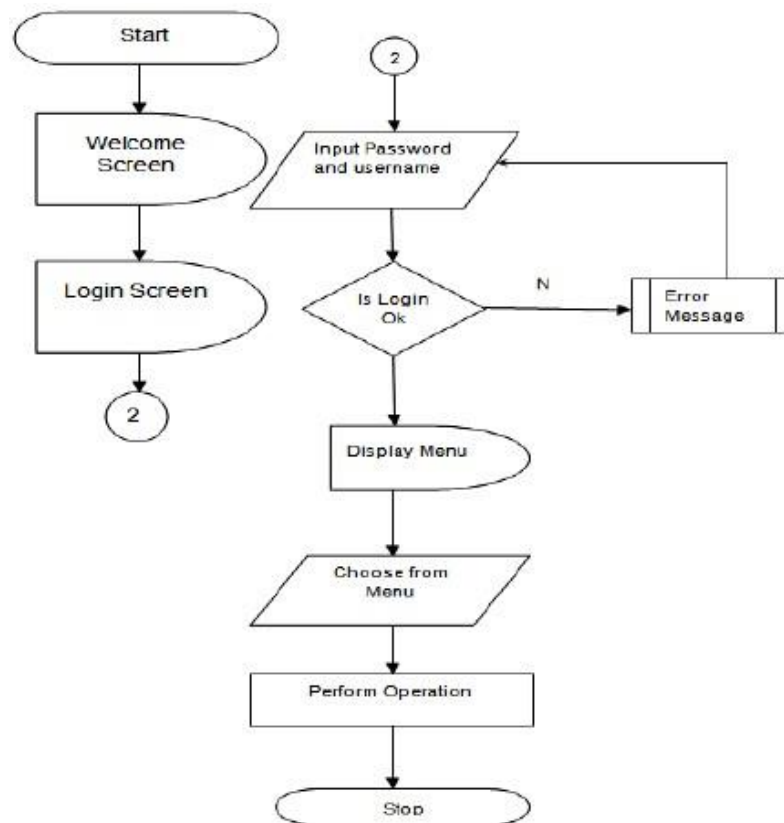 Start
Welcome
Screen
Login Screen
2
2
Input Password
and username
Is Login
Ok
N
Error
Message
Display Menu
Choose from
Menu
Perform Operation
Stop